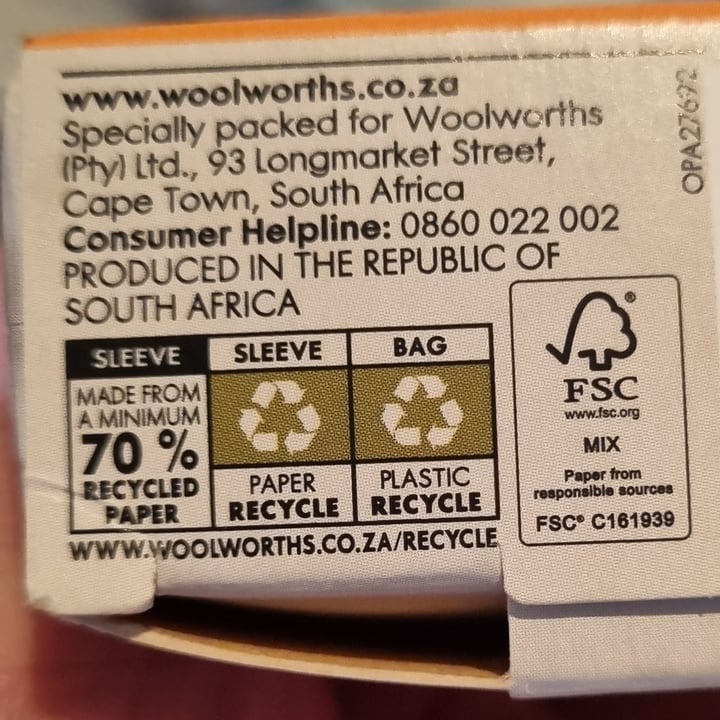 www.woolworths.co.za
Specially packed for Woolworths
(Pty) Ltd., 93 Longmarket Street,
Cape Town, South Africa
Consumer Helpline: 0860 022 002
PRODUCED IN THE REPUBLIC OF
SOUTH AFRICA
OPA27692
SLEEVE
MADE FROM
A MINIMUM
70 %
RECYCLED
PAPER
SLEEVE
PAPER
RECYCLE
BAG
PLASTIC
RECYCLE
WWW.WOOLWORTHS.CO.ZA/RECYCLE
®
FSC
www.fsc.org
MIX
Paper from
responsible sources
FSC® C161939